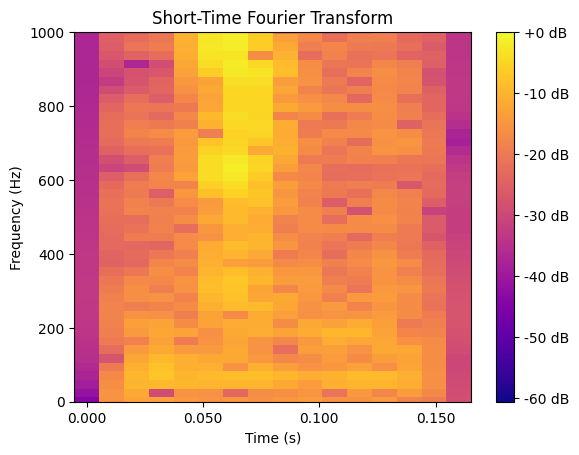 Short-Time Fourier Transform
1000
800
600
400
200
0
Frequency (Hz)
0.000
0.050
0.100
0.150
Time (s)
+0 dB
-10 dB
-20 dB
-30 dB
-40 dB
-50 dB
-60 dB